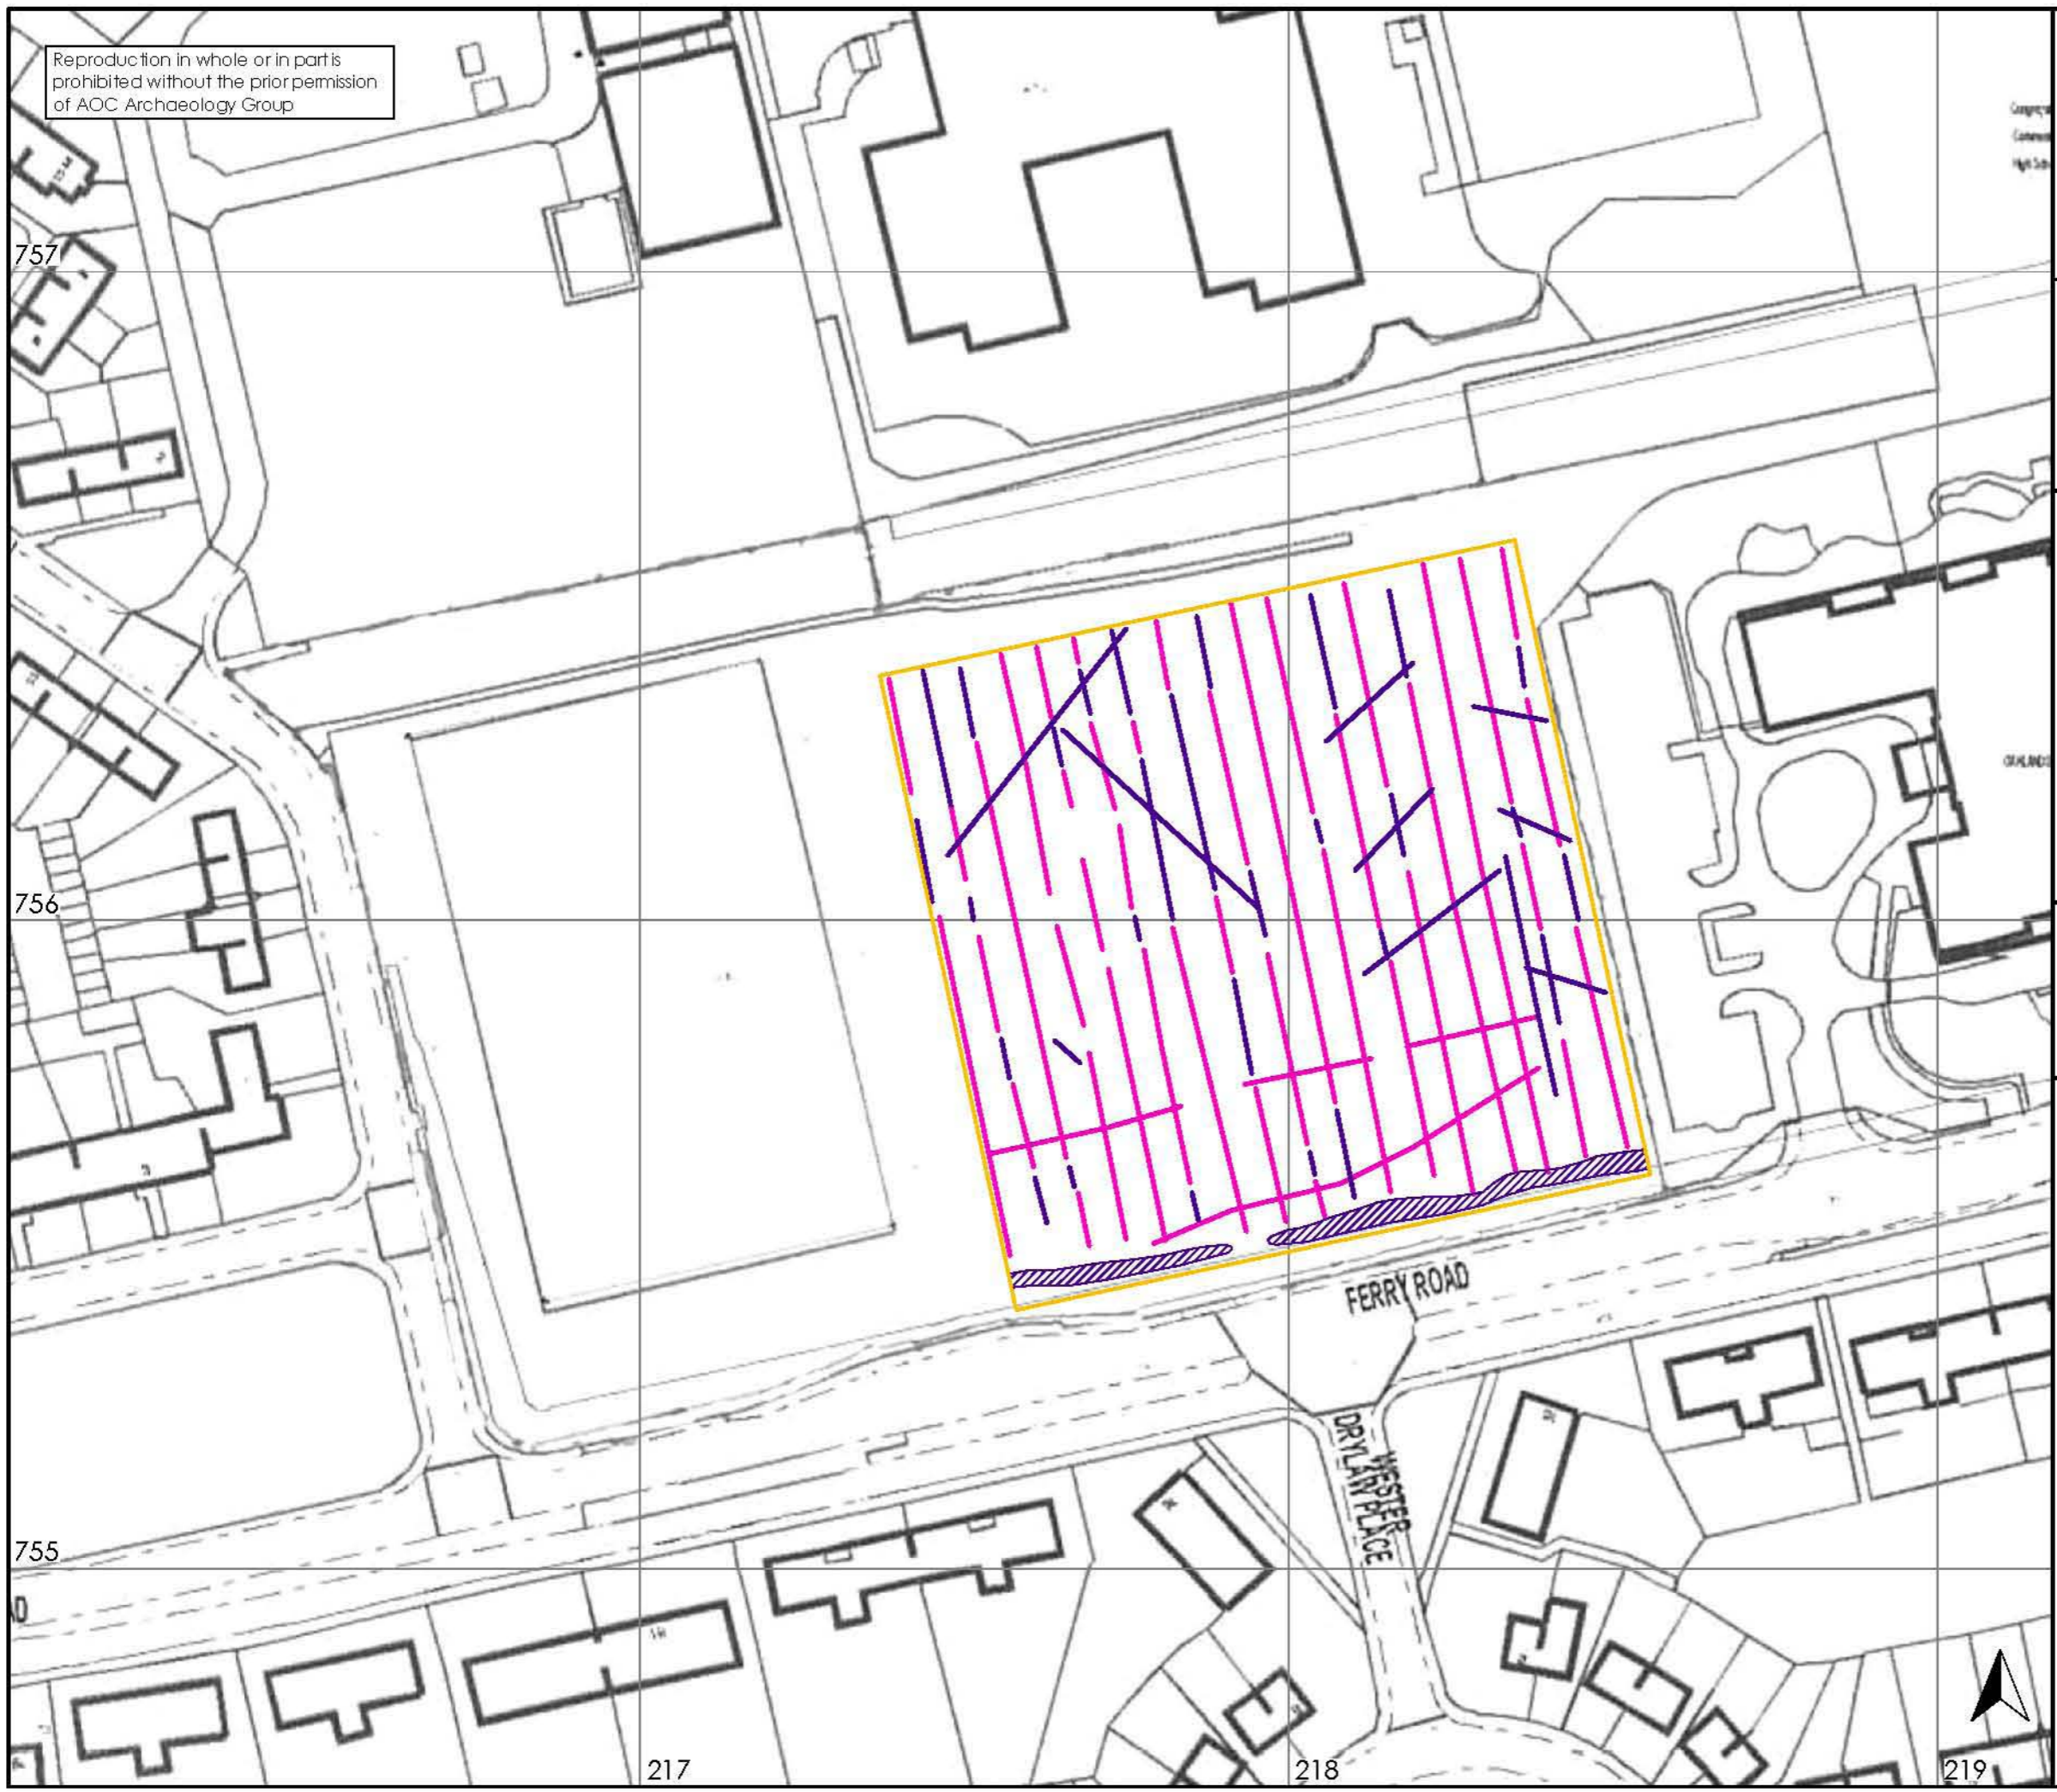 Reproduction in whole or in part is
prohibited without the prior permission
of AOC Archaeology Group
757
756
FERRY ROAD
WESTER
DRYLAW PLACE
755
217
218
219